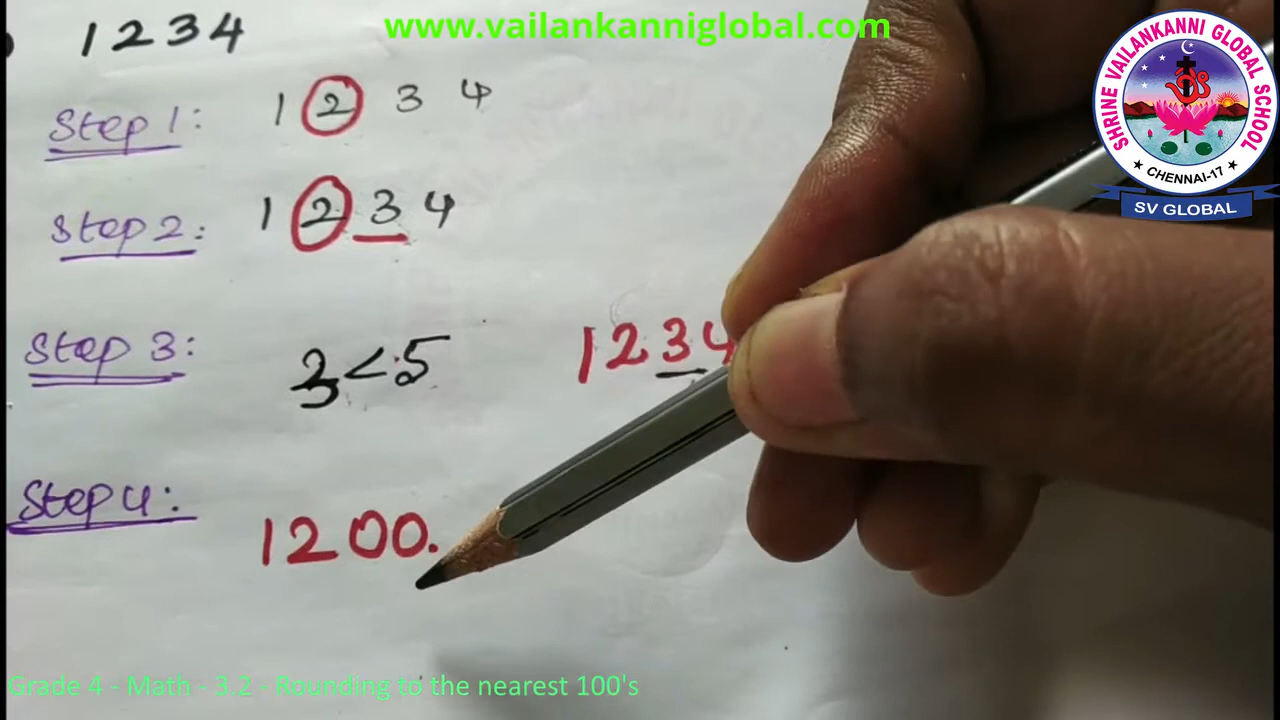 www.vailankanniglobal.com
1234
Step 1: 1 2 3 4
Step 2: 1 2 3 4
Step 3: 3<5
1234
Step 4: 1200.
SHRINE VAILANKANNI GLOBAL SCHOOL
★ CHENNAI-17 ★
SV GLOBAL
Grade 4 - Math - 3.2 - Rounding to the nearest 100's